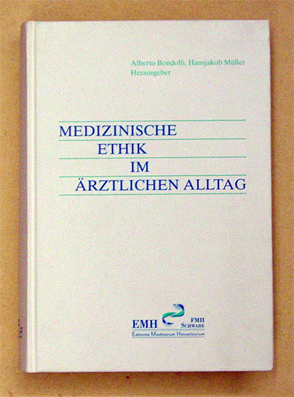 Alberto Bondolfi, Hansjakob Müller
Herausgeber
MEDIZINISCHE
ETHIK
IM
ÄRZTLICHEN ALLTAG
EMH
FMH
SCHWABE
Editores Medicorum Helveticorum